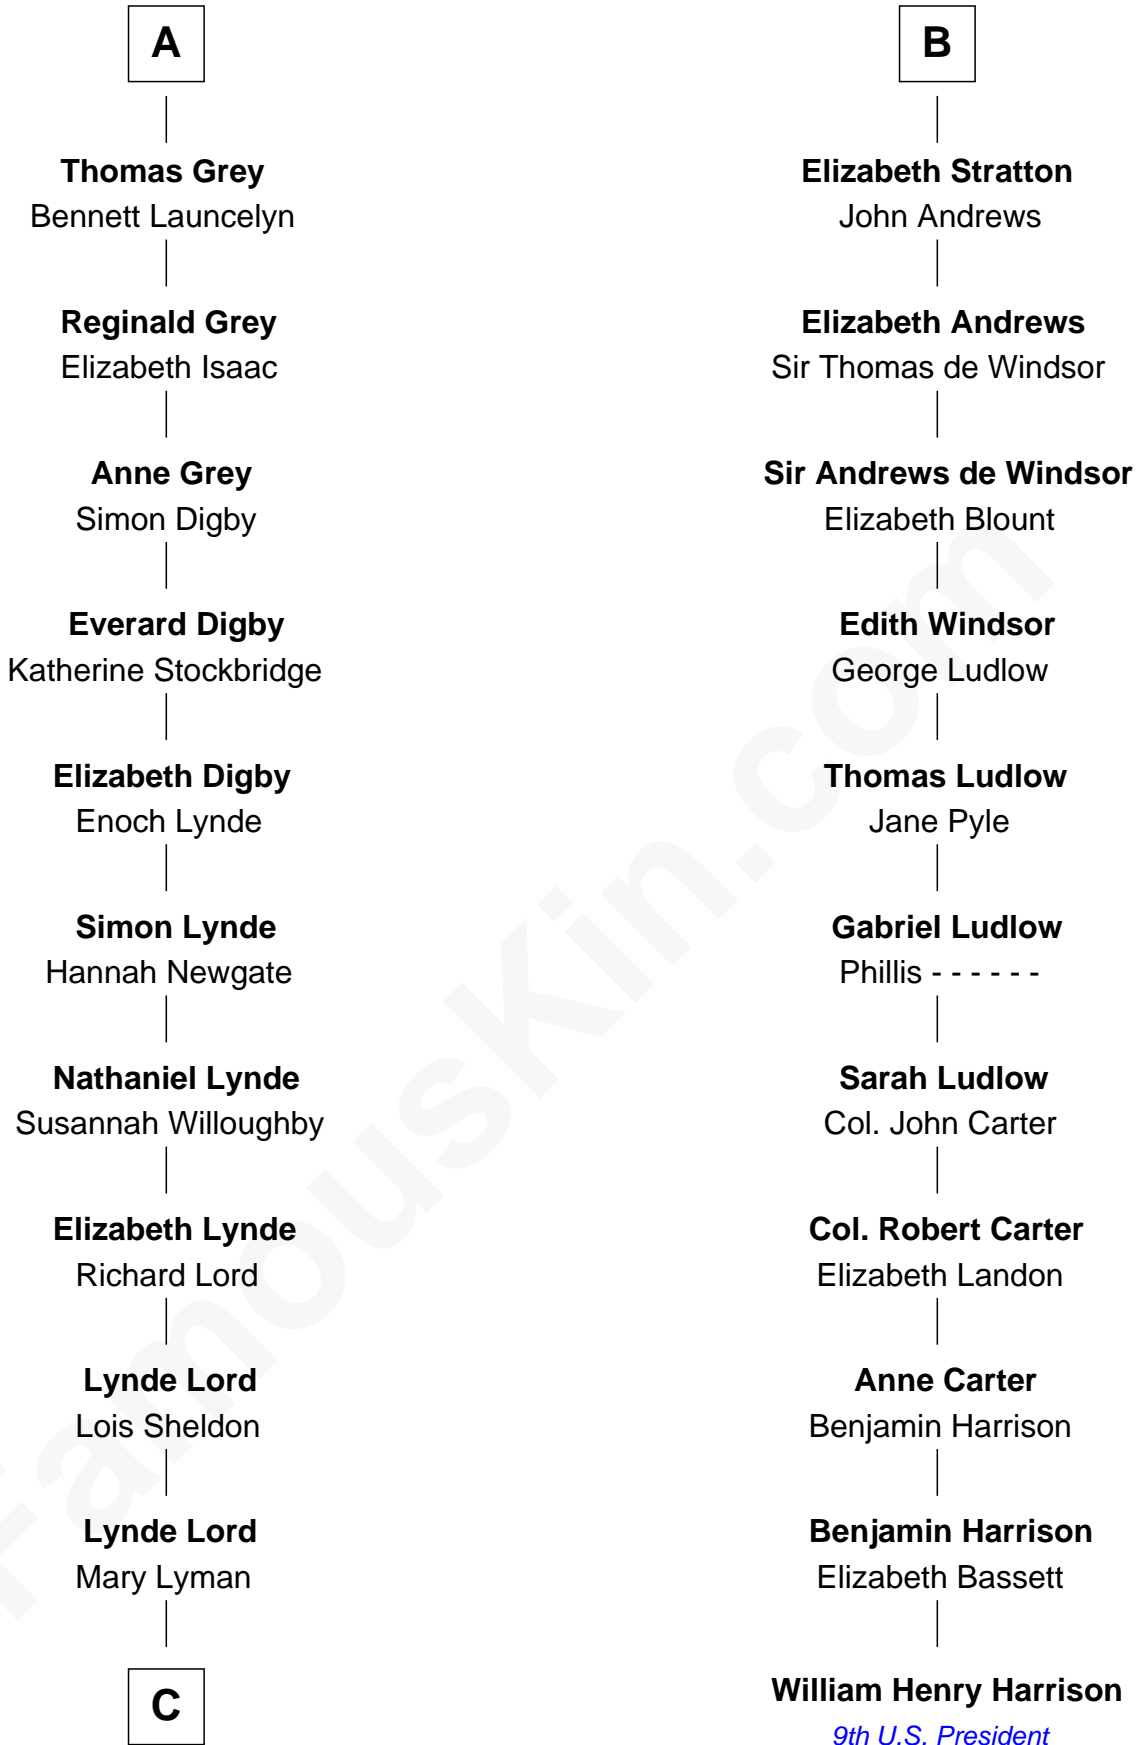 A
Thomas Grey
Bennett Launcelyn
Reginald Grey
Elizabeth Isaac
Anne Grey
Simon Digby
Everard Digby
Katherine Stockbridge
Elizabeth Digby
Enoch Lynde
Simon Lynde
Hannah Newgate
Nathaniel Lynde
Susannah Willoughby
Elizabeth Lynde
Richard Lord
Lynde Lord
Lois Sheldon
Lynde Lord
Mary Lyman
C
B
Elizabeth Stratton
John Andrews
Elizabeth Andrews
Sir Thomas de Windsor
Sir Andrews de Windsor
Elizabeth Blount
Edith Windsor
George Ludlow
Thomas Ludlow
Jane Pyle
Gabriel Ludlow
Phillis - - - - - -
Sarah Ludlow
Col. John Carter
Col. Robert Carter
Elizabeth Landon
Anne Carter
Benjamin Harrison
Benjamin Harrison
Elizabeth Bassett
William Henry Harrison
9th U.S. President
FamousKin.com